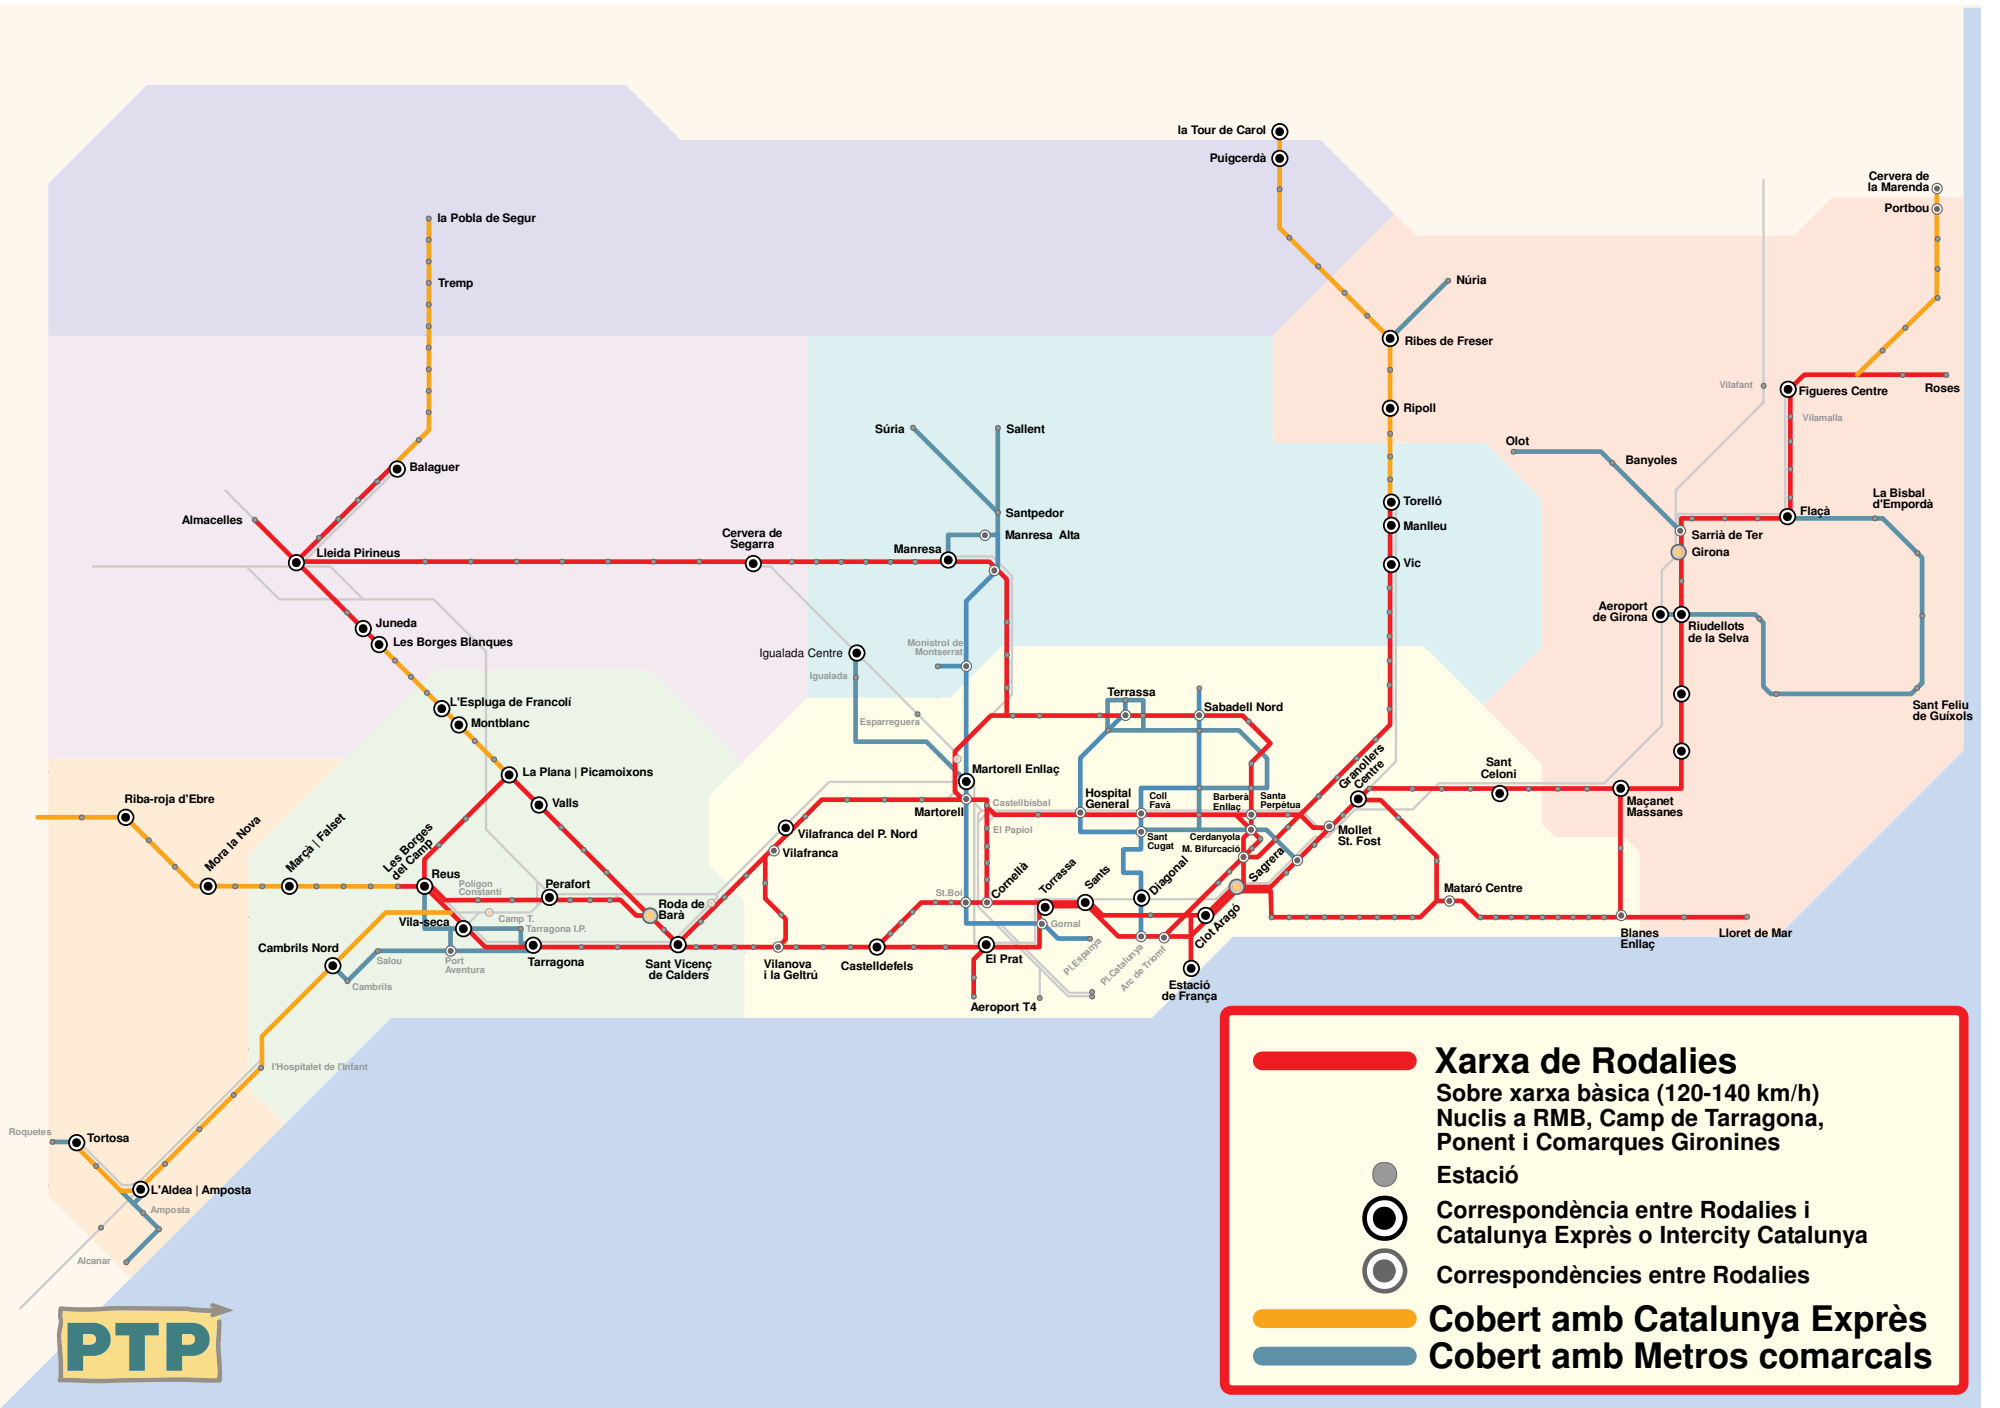 la Tour de Carol
Puigcerdà
Cervera de
la Marenda
Portbou
la Pobla de Segur
Tremp
Núria
Ribes de Freser
Ripoll
Vilafant
Figueres Centre
Roses
Vilamalla
Súria
Sallent
Olot
Banyoles
Balaguer
Torelló
Manlleu
La Bisbal
d'Empordà
Flaçà
Almacelles
Santpedor
Manresa Alta
Manresa
Cervera de
Segarra
Lleida Pirineus
Sarrià de Ter
Girona
Vic
Aeroport
de Girona
Riudellots
de la Selva
Juneda
Les Borges Blanques
Igualada Centre
Igualada
Monistrol de
Montserrat
L'Espluga de Francolí
Montblanc
Esparreguera
Terrassa
Sabadell Nord
Sant Feliu
de Guíxols
La Plana | Picamoixons
Valls
Martorell Enllaç
Martorell
Granollers
Centre
Sant
Celoni
Maçanet
Massanes
Riba-roja d'Ebre
Mora la Nova
Marçà | Falset
Les Borges
del Camp
Reus
Hospital
General
Coll
Favà
Barberà
Enllaç
Santa
Perpètua
Castellbisbal
El Papiol
Vilafranca del P. Nord
Vilafranca
Sant
Cugat
Cerdanyola
M. Bifurcació
Mollet
St. Fost
Sagrera
Diagonal
Sants
Torrassa
Cornellà
St.Boi
Poligon
Constantí
Perafort
Roda de
Barà
Camp T.
Tarragona I.P.
Vila-seca
Mataró Centre
Clot Aragó
Gornal
Pl.Espanya
Pl.Catalunya
Arc de Triomf
Blanes
Enllaç
Lloret de Mar
Cambrils Nord
Salou
Port
Aventura
Cambrils
Tarragona
Sant Vicenç
de Calders
Vilanova
i la Geltrú
Castelldefels
El Prat
Aeroport T4
Estació
de França
l'Hospitalet de l'Infant
Roquetes
Tortosa
L'Aldea | Amposta
Amposta
Alcanar
PTP
Xarxa de Rodalies
Sobre xarxa bàsica (120-140 km/h)
Nuclis a RMB, Camp de Tarragona,
Ponent i Comarques Gironines
Estació
Correspondència entre Rodalies i
Catalunya Exprès o Intercity Catalunya
Correspondències entre Rodalies
Cobert amb Catalunya Exprès
Cobert amb Metros comarcals